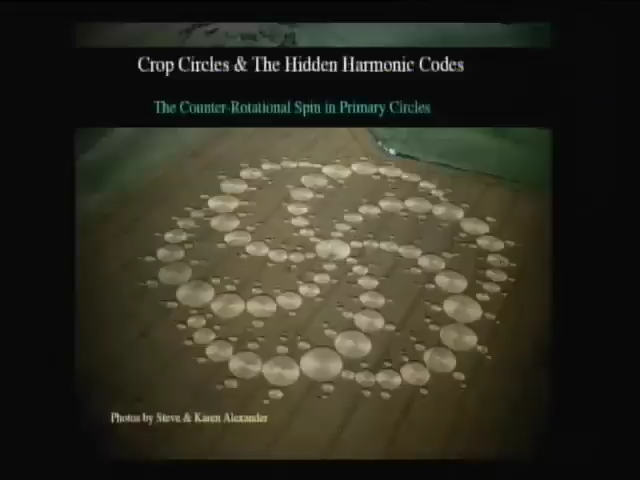 Crop Circles & The Hidden Harmonic Codes
The Counter-Rotational Spin in Primary Circles
Photos by Steve & Karen Alexander